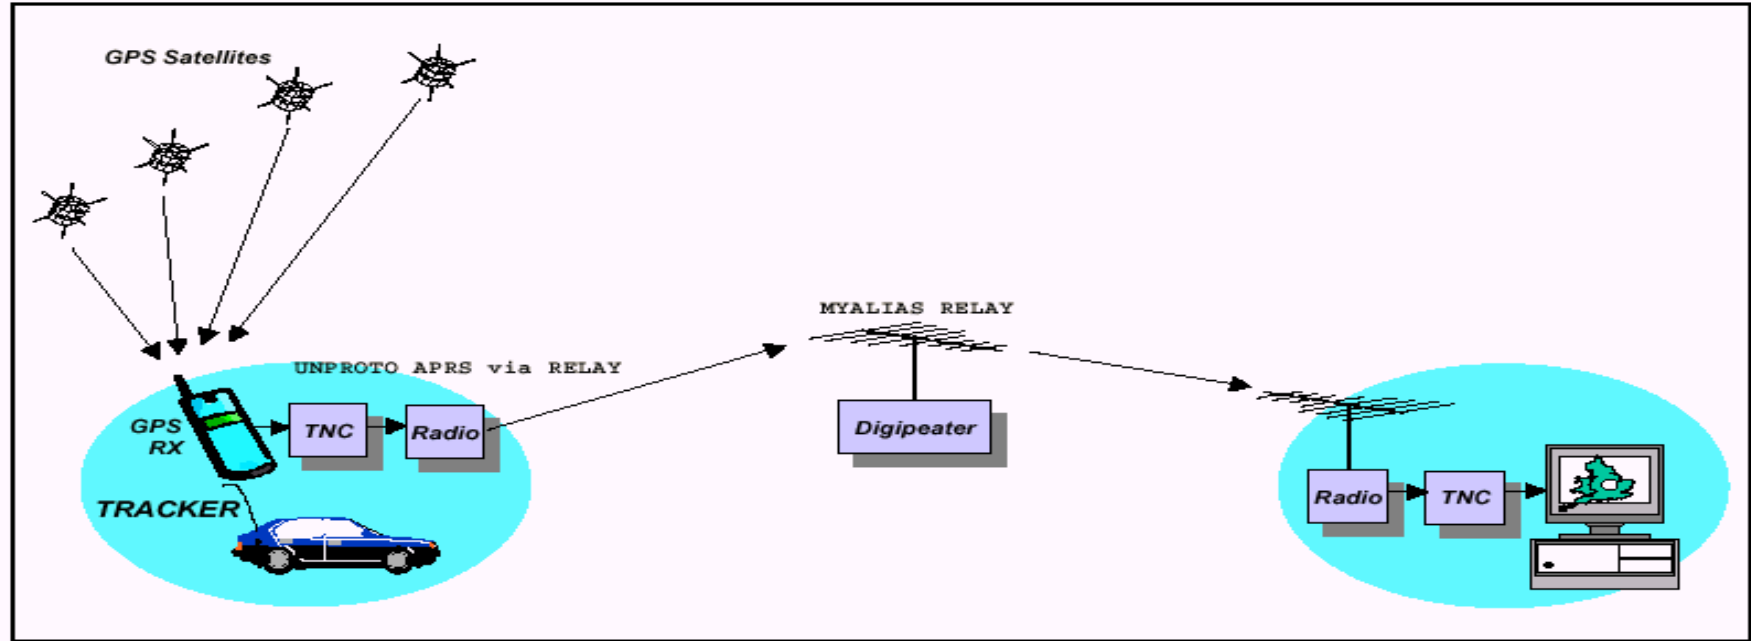 GPS Satellites
MYALIAS RELAY
UNPROTO APRS via RELAY
GPS
RX
TNC
Radio
Digipeater
TRACKER
Radio
TNC